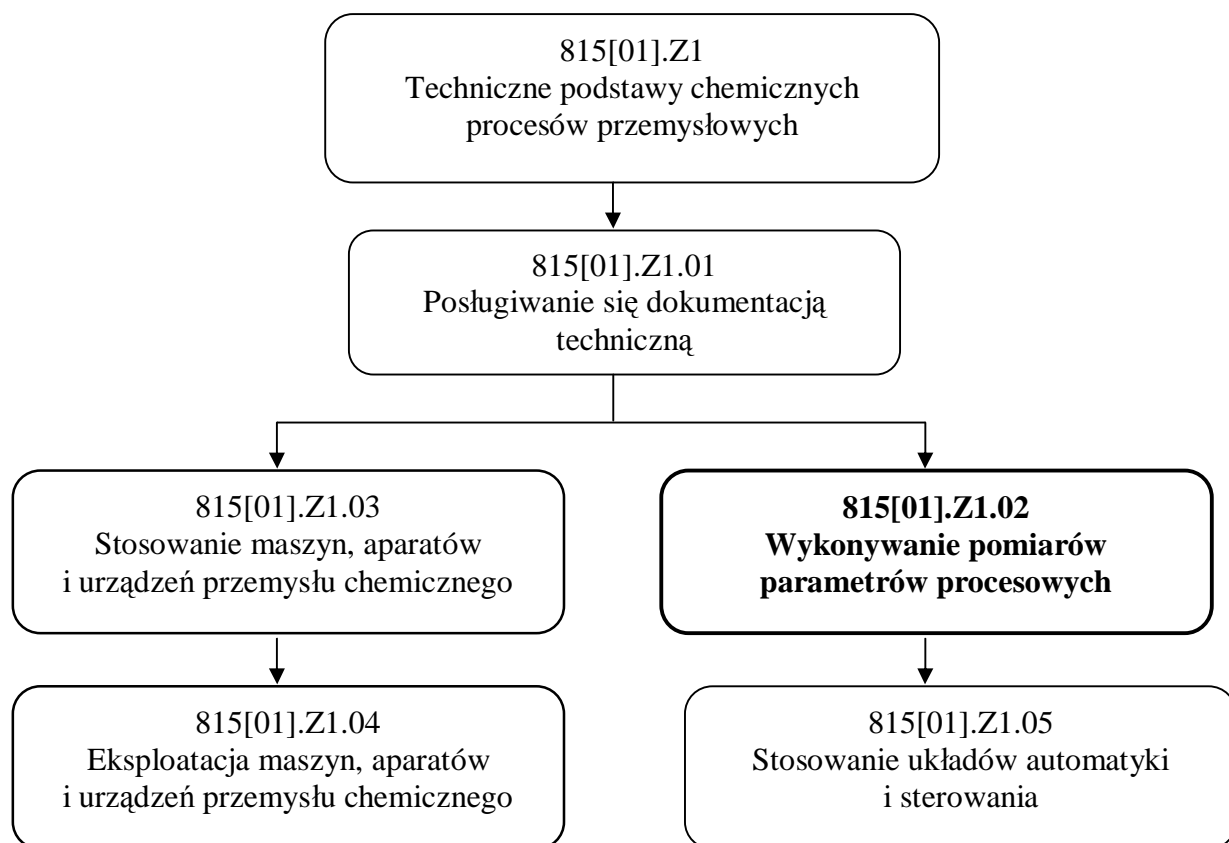 815[01].Z1
Techniczne podstawy chemicznych
procesów przemysłowych
815[01].Z1.01
Posługiwanie się dokumentacją
techniczną
815[01].Z1.03
Stosowanie maszyn, aparatów
i urządzeń przemysłu chemicznego
815[01].Z1.02
Wykonywanie pomiarów
parametrów procesowych
815[01].Z1.04
Eksploatacja maszyn, aparatów
i urządzeń przemysłu chemicznego
815[01].Z1.05
Stosowanie układów automatyki
i sterowania